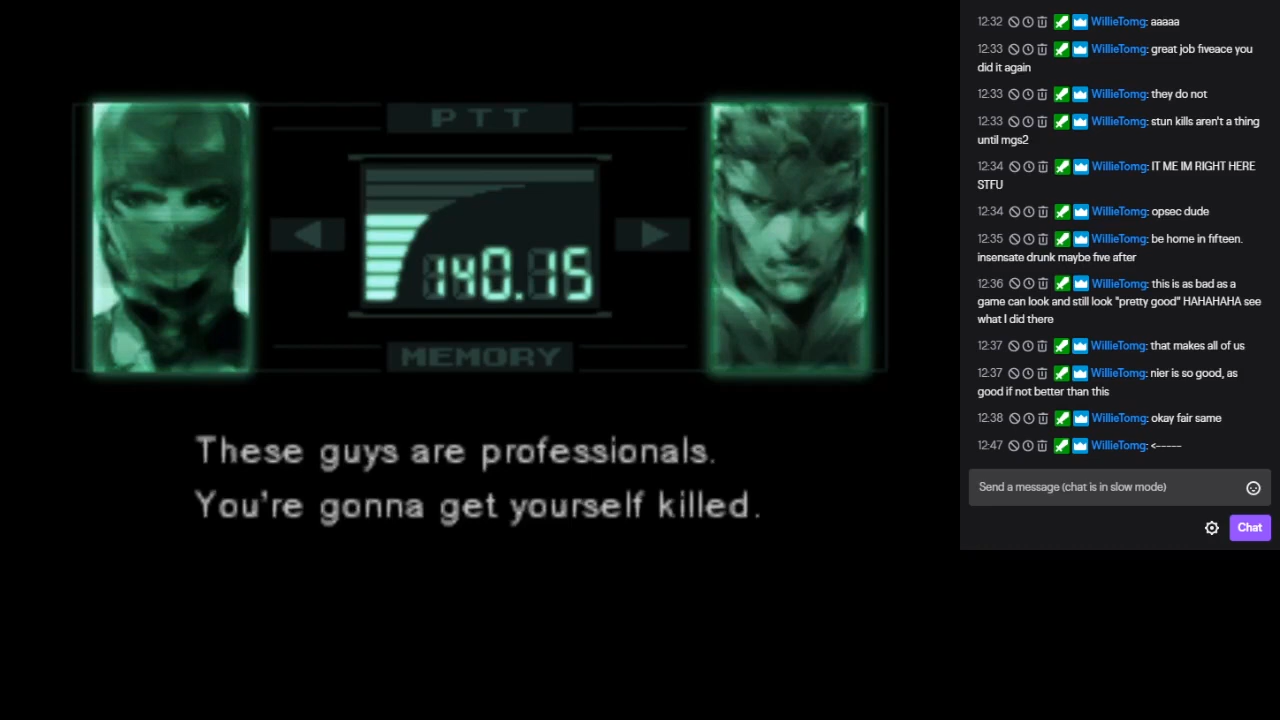 PTT
140.15
MEMORY
These guys are professionals.
You're gonna get yourself killed.
12:32 WillieTomg: aaaaa
12:33 WillieTomg: great job fiveace you
did it again
12:33 WillieTomg: they do not
12:33 WillieTomg: stun kills aren't a thing
until mgs2
12:34 WillieTomg: IT ME IM RIGHT HERE
STFU
12:34 WillieTomg: opsec dude
12:35 WillieTomg: be home in fifteen.
insensate drunk maybe five after
12:36 WillieTomg: this is as bad as a
game can look and still look "pretty good" HAHAHAHA see
what I did there
12:37 WillieTomg: that makes all of us
12:37 WillieTomg: nier is so good, as
good if not better than this
12:38 WillieTomg: okay fair same
12:47 WillieTomg: <-----
Send a message (chat is in slow mode)
Chat